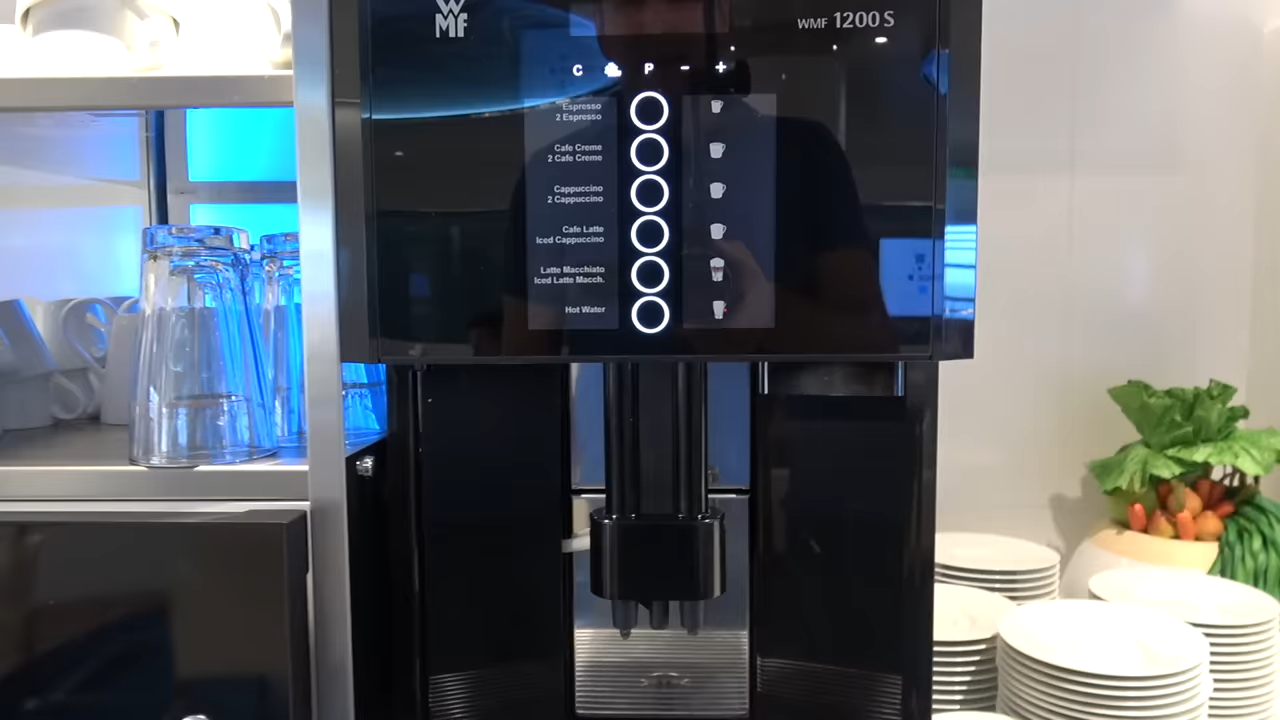 WMF
WMF 1200 S
C P - +
Espresso
2 Espresso
Cafe Creme
2 Cafe Creme
Cappuccino
2 Cappuccino
Cafe Latte
Iced Cappuccino
Latte Macchiato
Iced Latte Macch.
Hot Water